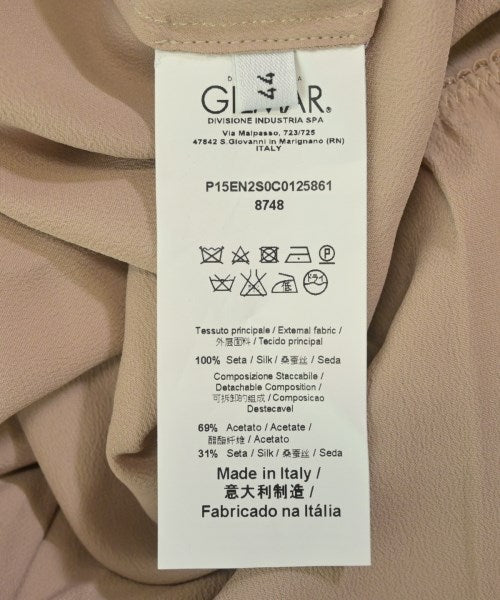 44
GILMAR®
DIVISIONE INDUSTRIA SPA
Via Malpasso, 723/725
47842 S.Giovanni in Marignano (RN)
ITALY
P15EN2S0C0125861
8748
Tessuto principale / External fabric /
外层面料 / Tecido principal
100% Seta / Silk / 桑蚕丝 / Seda
Composizione Staccabile /
Detachable Composition /
可拆卸的组成 / Composicao
Destecavel
69% Acetato / Acetate /
醋酯纤维 / Acetato
31% Seta / Silk / 桑蚕丝 / Seda
Made in Italy /
意大利制造 /
Fabricado na Itália